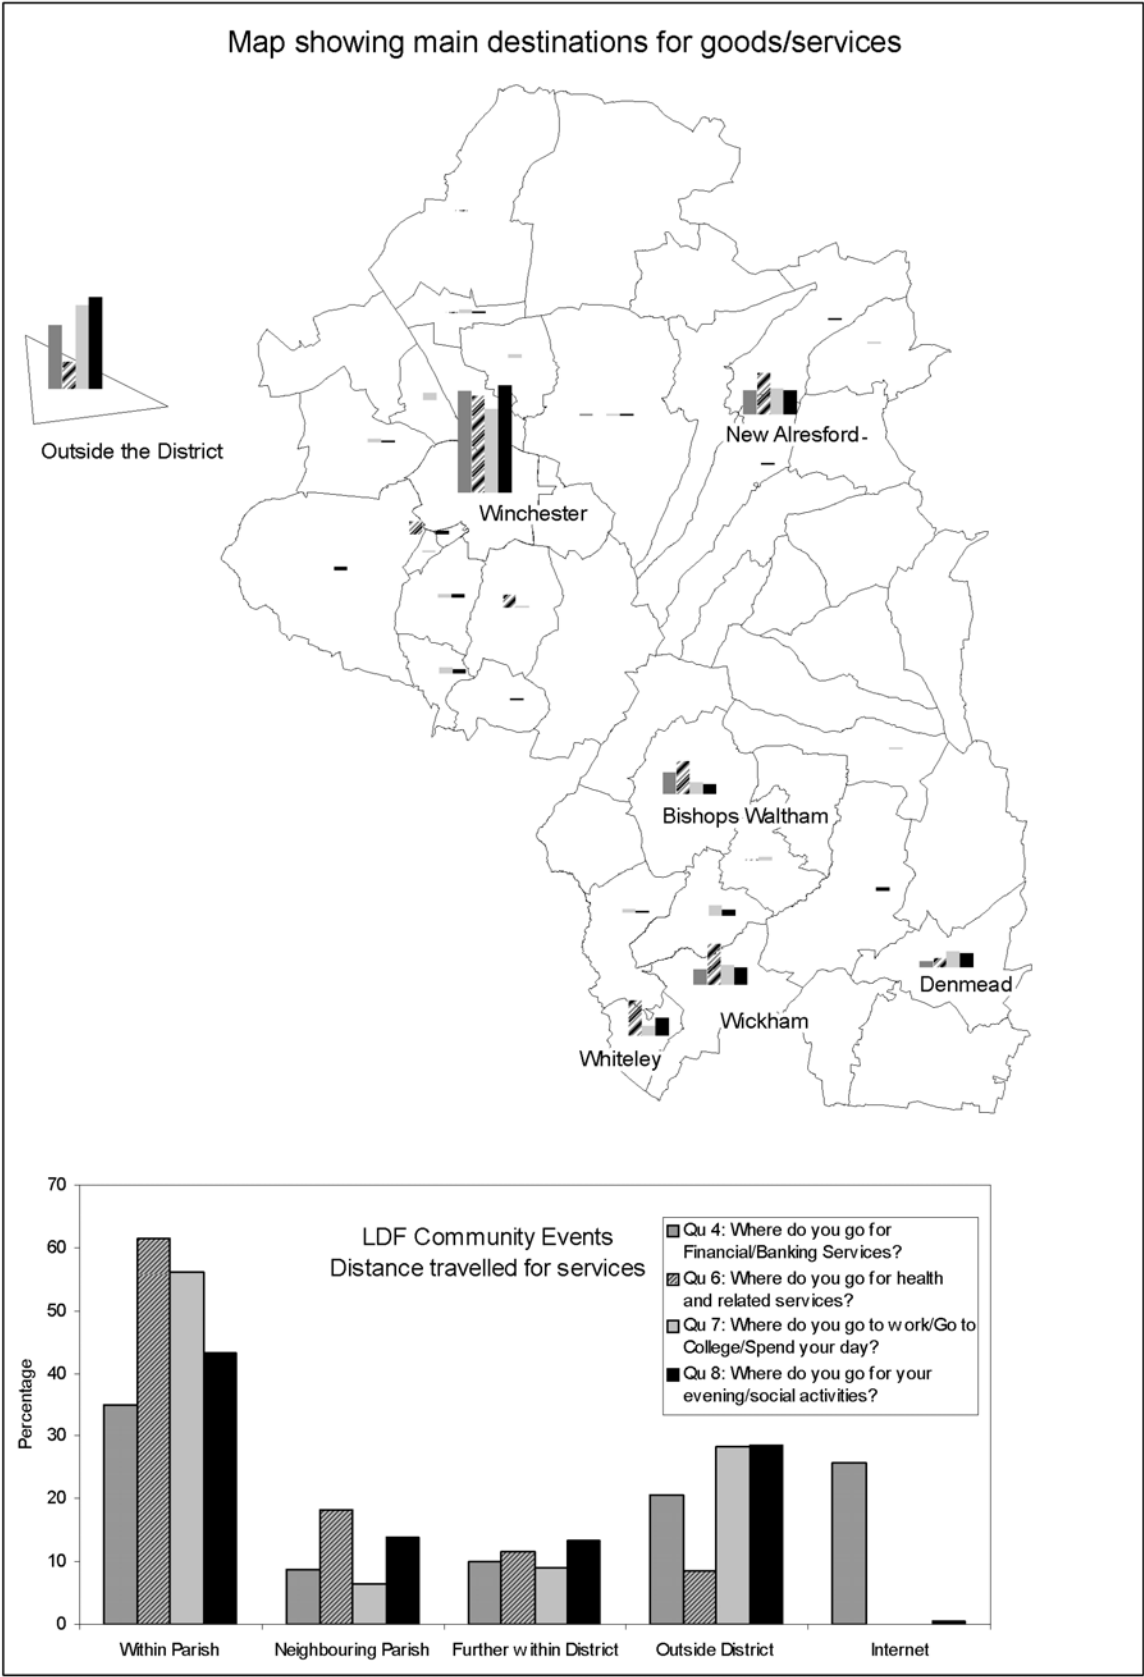 Map showing main destinations for goods/services
Outside the District
New Alresford
Winchester
Bishops Waltham
Denmead
Wickham
Whiteley
LDF Community Events
Distance travelled for services
Qu 4: Where do you go for
Financial/Banking Services?
Qu 6: Where do you go for health
and related services?
Qu 7: Where do you go to work/Go to
College/Spend your day?
Qu 8: Where do you go for your
evening/social activities?
Percentage
70
60
50
40
30
20
10
0
Within Parish
Neighbouring Parish
Further within District
Outside District
Internet